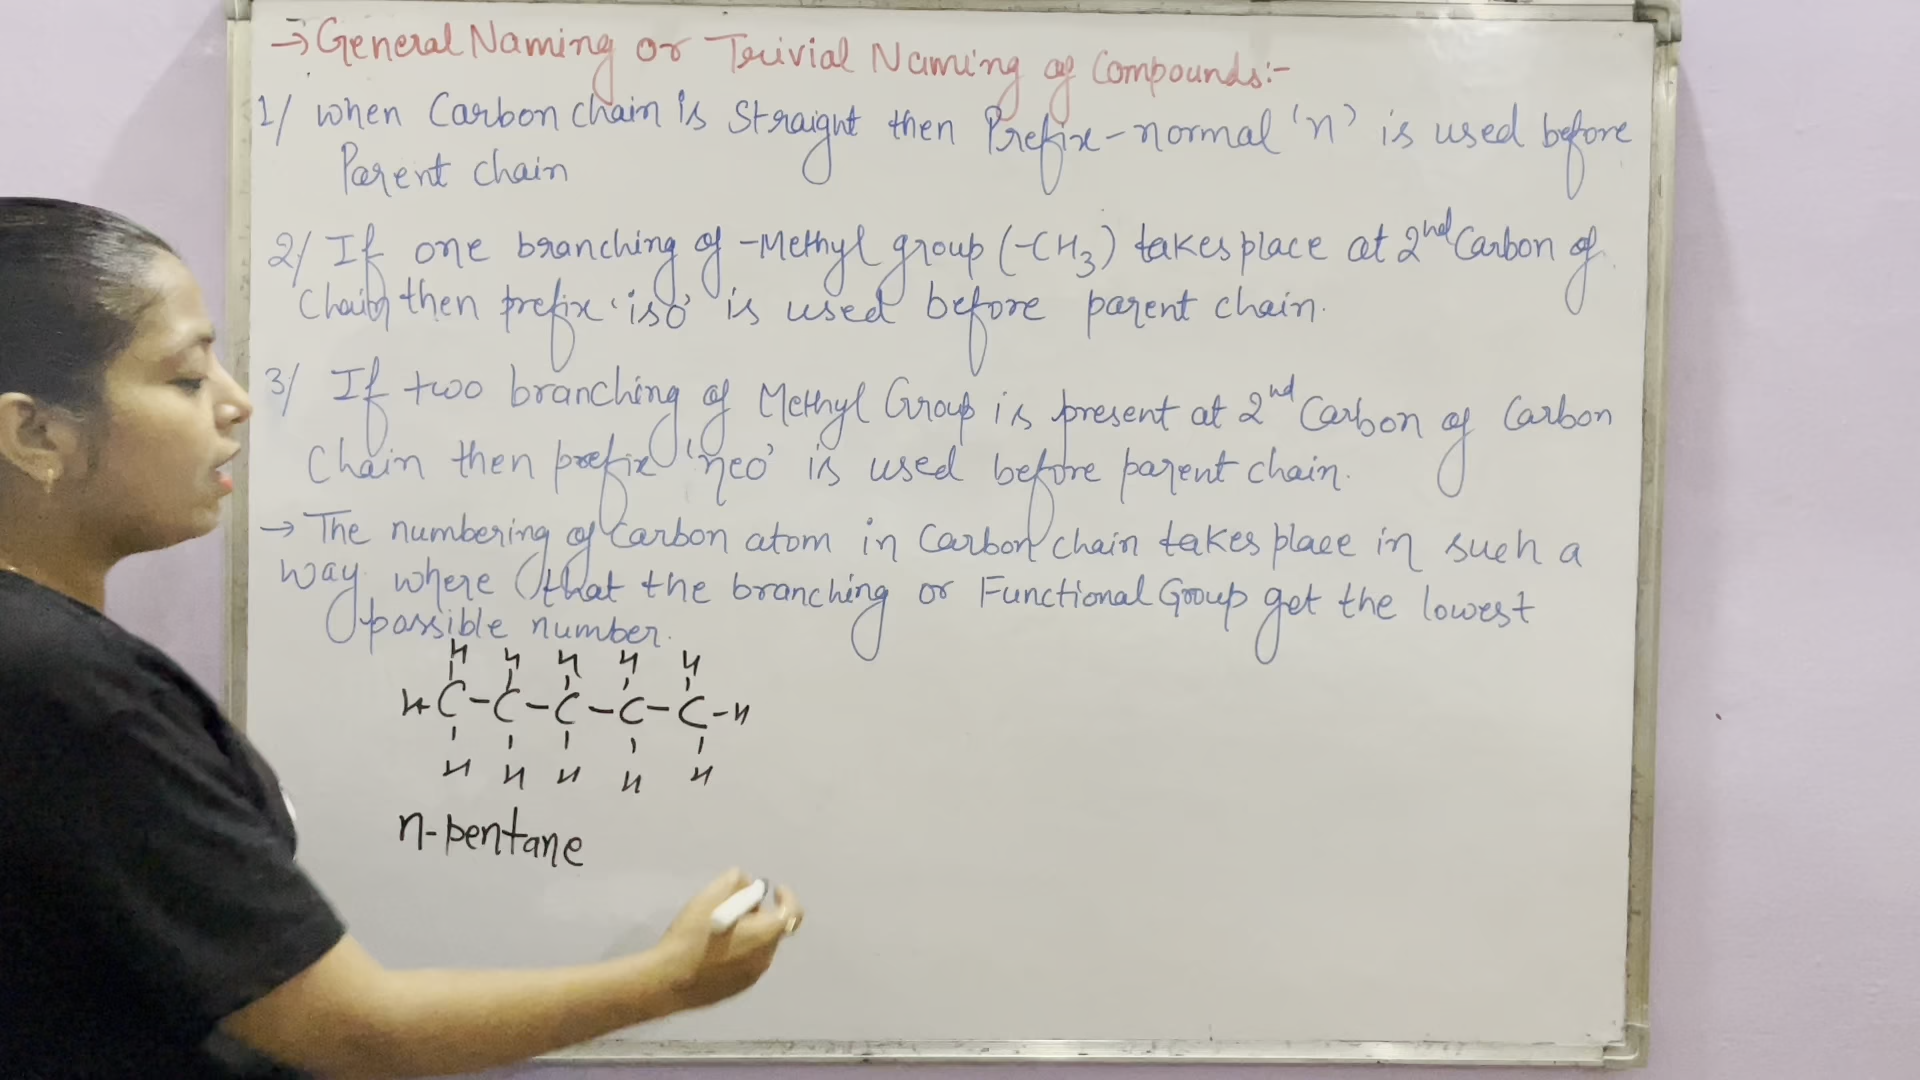 → General Naming or Trivial Naming of Compounds:-
1/ when Carbon chain is Straight then Prefix - normal 'n' is used before
Parent chain
2/ If one branching of -Methyl group (-CH3) takes place at 2nd Carbon of
Chain then prefix 'iso' is used before parent chain.
3/ If two branching of Methyl Group is present at 2nd Carbon of Carbon
Chain then prefix 'neo' is used before parent chain.
→ The numbering of Carbon atom in Carbon chain takes place in such a
way where that the branching or Functional Group get the lowest
possible number.
H H H H H
H-C-C-C-C-C-H
H H H H H
n-pentane